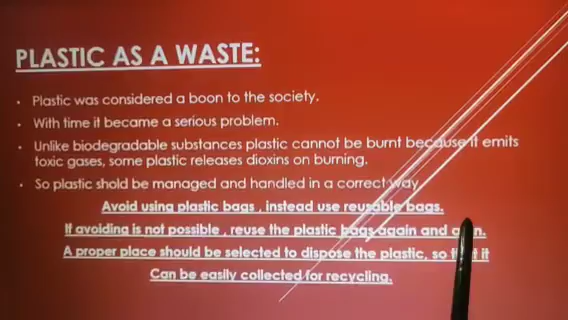 PLASTIC AS A WASTE:
• Plastic was considered a boon to the society.
• With time it became a serious problem.
• Unlike biodegradable substances plastic cannot be burnt because it emits
toxic gases, some plastic releases dioxins on burning.
• So plastic shold be managed and handled in a correct way
Avoid using plastic bags , instead use reusable bags.
If avoiding is not possible , reuse the plastic bags again and
A proper place should be selected to dispose the plastic, so that it
Can be easily collected for recycling.